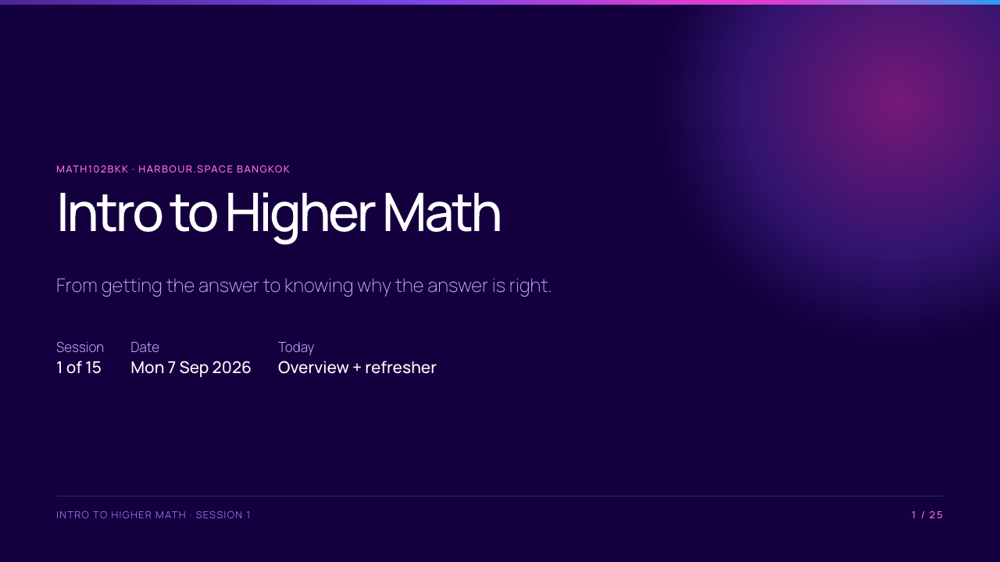 MATH102BKK · HARBOUR.SPACE BANGKOK
Intro to Higher Math
From getting the answer to knowing why the answer is right.
Session Date Today
1 of 15 Mon 7 Sep 2026 Overview + refresher
INTRO TO HIGHER MATH · SESSION 1 1 / 25